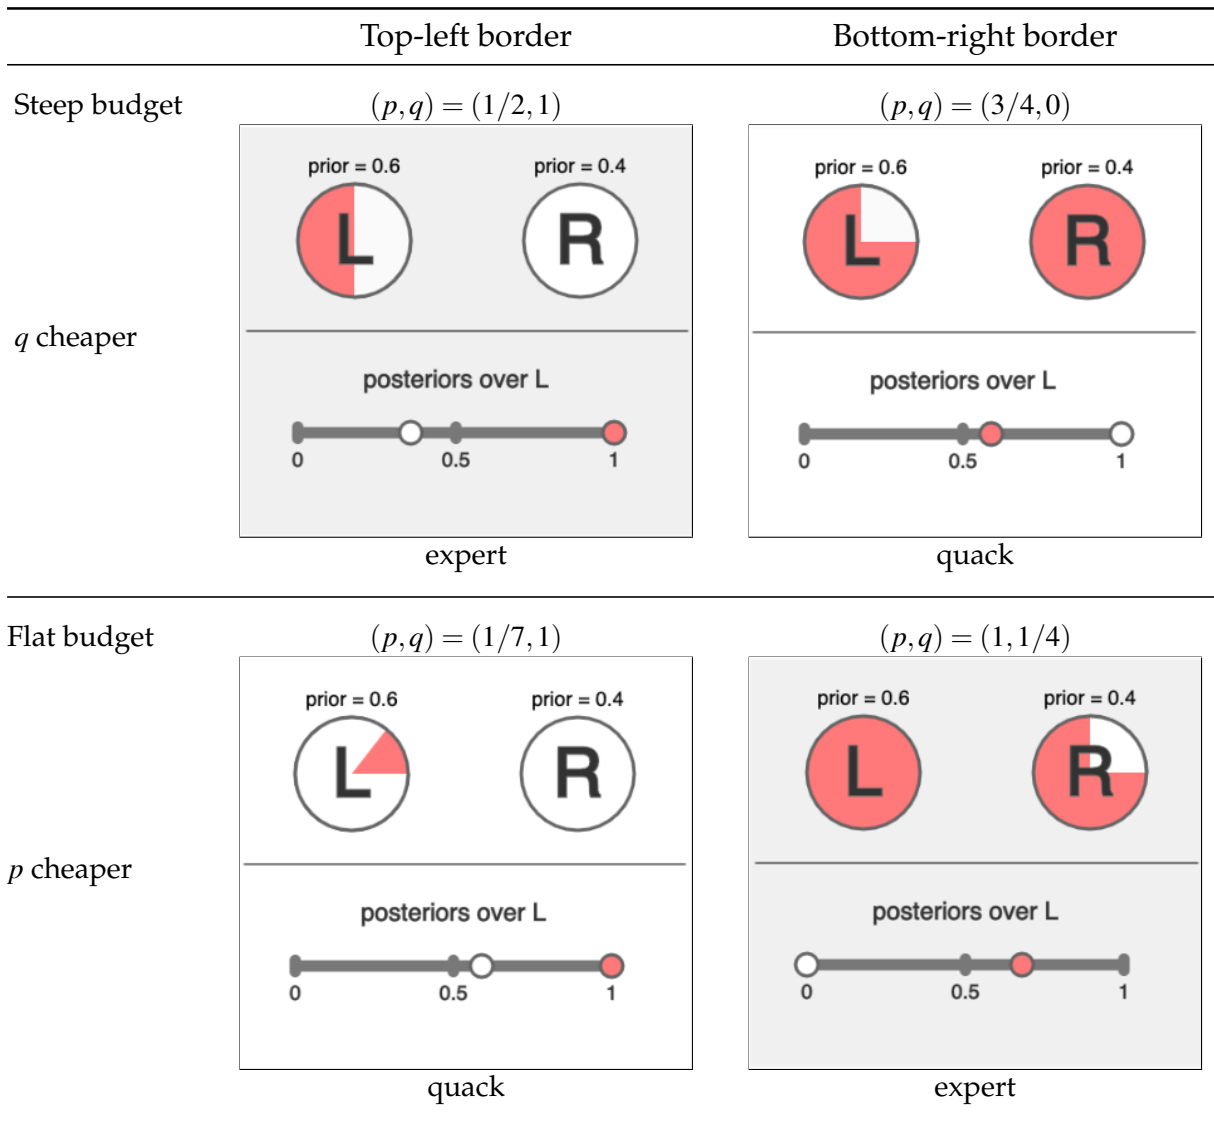 Top-left border Bottom-right border
Steep budget (p, q) = (1/2, 1) (p, q) = (3/4, 0)
prior = 0.6 prior = 0.4 prior = 0.6 prior = 0.4
L R L R
q cheaper
posteriors over L posteriors over L
0 0.5 1 0 0.5 1
expert quack
Flat budget (p, q) = (1/7, 1) (p, q) = (1, 1/4)
prior = 0.6 prior = 0.4 prior = 0.6 prior = 0.4
L R L R
p cheaper
posteriors over L posteriors over L
0 0.5 1 0 0.5 1
quack expert